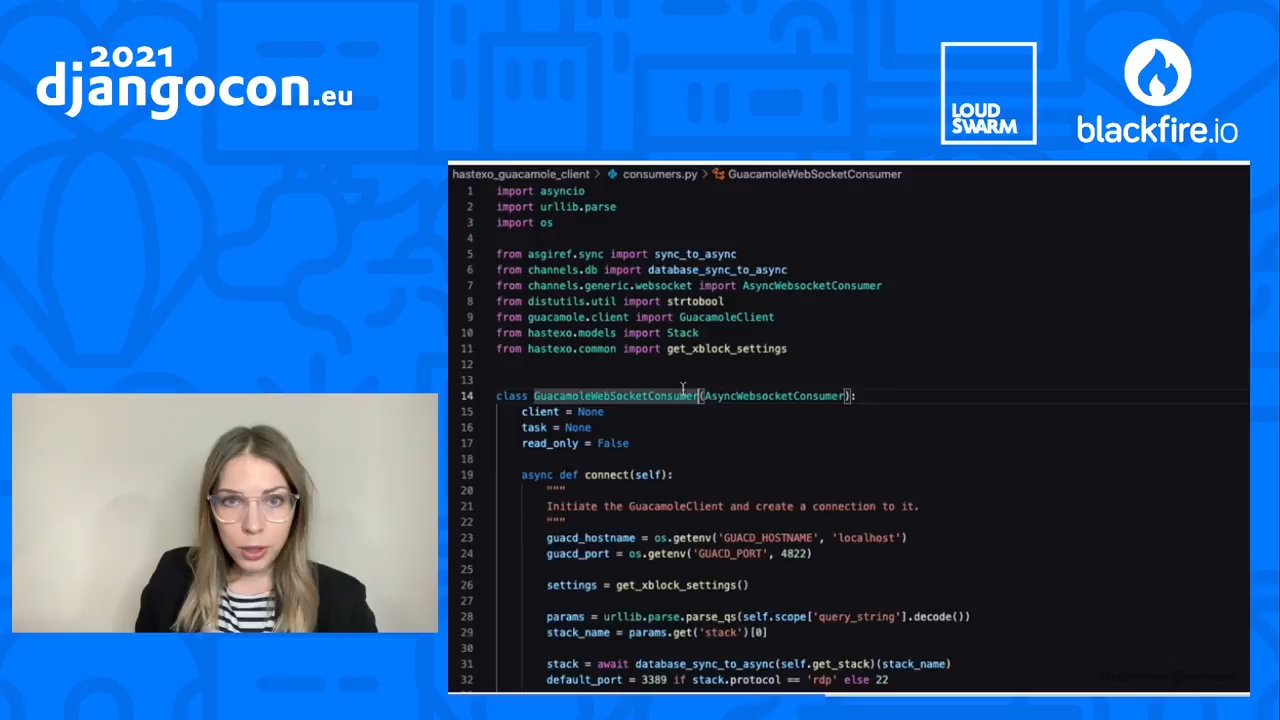 2021
djangocon.eu
LOUD
SWARM
blackfire.io
hastexo_guacamole_client > consumers.py > GuacamoleWebSocketConsumer
1 import asyncio
2 import urllib.parse
3 import os
4
5 from asgiref.sync import sync_to_async
6 from channels.db import database_sync_to_async
7 from channels.generic.websocket import AsyncWebsocketConsumer
8 from distutils.util import strtobool
9 from guacamole.client import GuacamoleClient
10 from hastexo.models import Stack
11 from hastexo.common import get_xblock_settings
12
13
14 class GuacamoleWebSocketConsumer(AsyncWebsocketConsumer):
15 client = None
16 task = None
17 read_only = False
18
19 async def connect(self):
20 """
21 Initiate the GuacamoleClient and create a connection to it.
22 """
23 guacd_hostname = os.getenv('GUACD_HOSTNAME', 'localhost')
24 guacd_port = os.getenv('GUACD_PORT', 4822)
25
26 settings = get_xblock_settings()
27
28 params = urllib.parse.parse_qs(self.scope['query_string'].decode())
29 stack_name = params.get('stack')[0]
30
31 stack = await database_sync_to_async(self.get_stack)(stack_name)
32 default_port = 3389 if stack.protocol == 'rdp' else 22